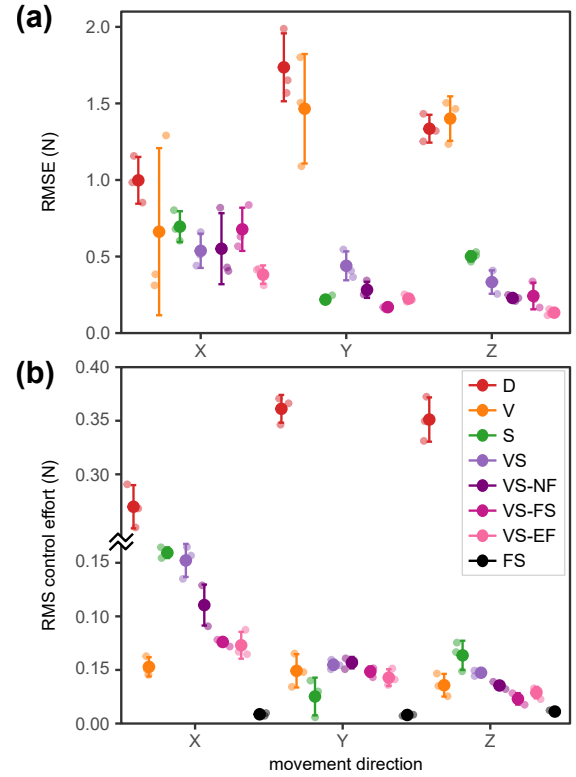 (a)
RMSE (N)
2.0
1.5
1.0
0.5
0.0
X Y Z
(b)
RMS control effort (N)
0.40
0.35
0.30
0.15
0.10
0.15
0.00
D
V
S
VS
VS-NF
VS-FS
VS-EF
FS
X Y Z
movement direction